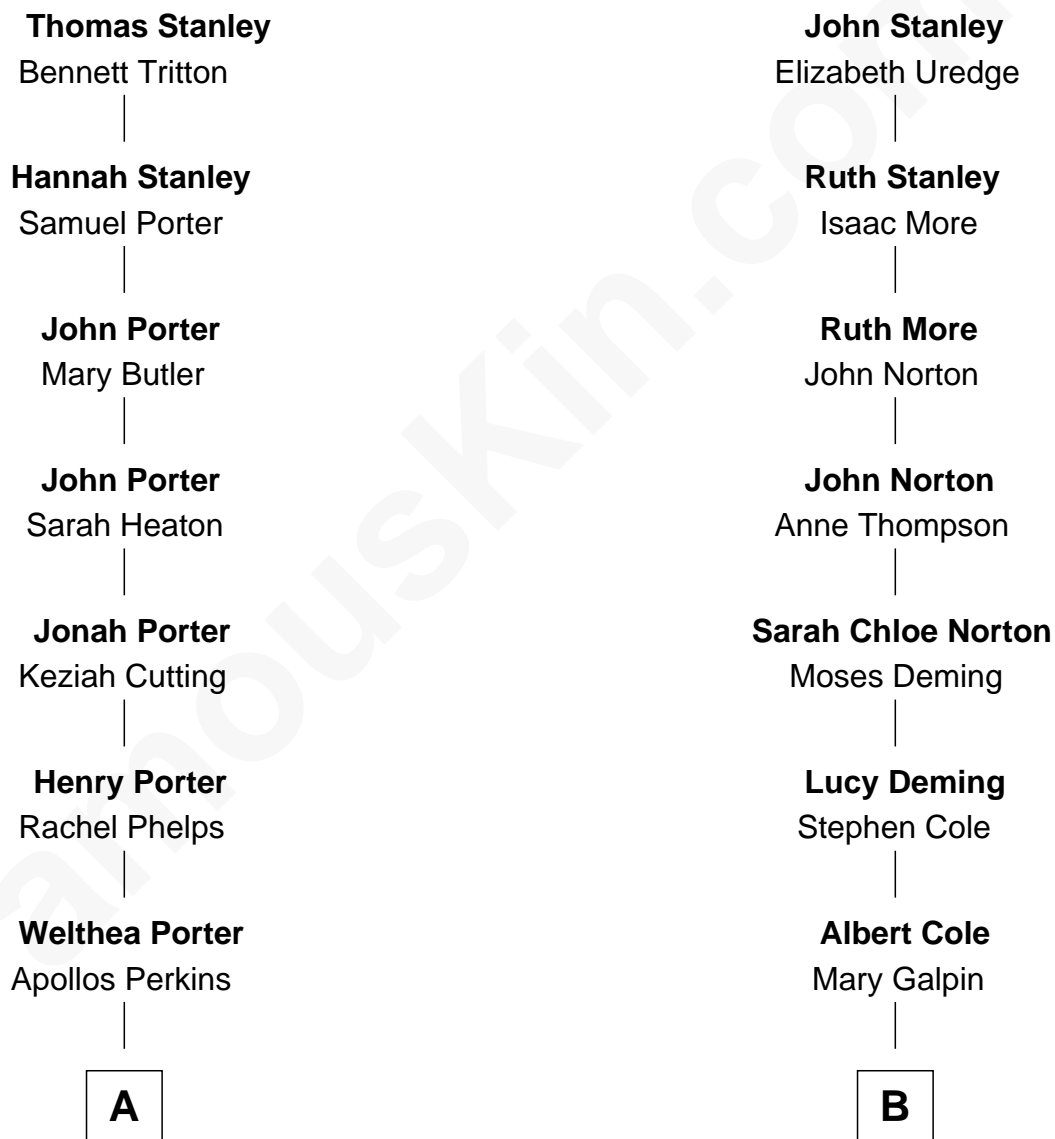 Thomas Stanley
Bennett Tritton
Hannah Stanley
Samuel Porter
John Porter
Mary Butler
John Porter
Sarah Heaton
Jonah Porter
Keziah Cutting
Henry Porter
Rachel Phelps
Welthea Porter
Apollos Perkins
A
John Stanley
Elizabeth Uredge
Ruth Stanley
Isaac More
Ruth More
John Norton
John Norton
Anne Thompson
Sarah Chloe Norton
Moses Deming
Lucy Deming
Stephen Cole
Albert Cole
Mary Galpin
B
amouskin.com